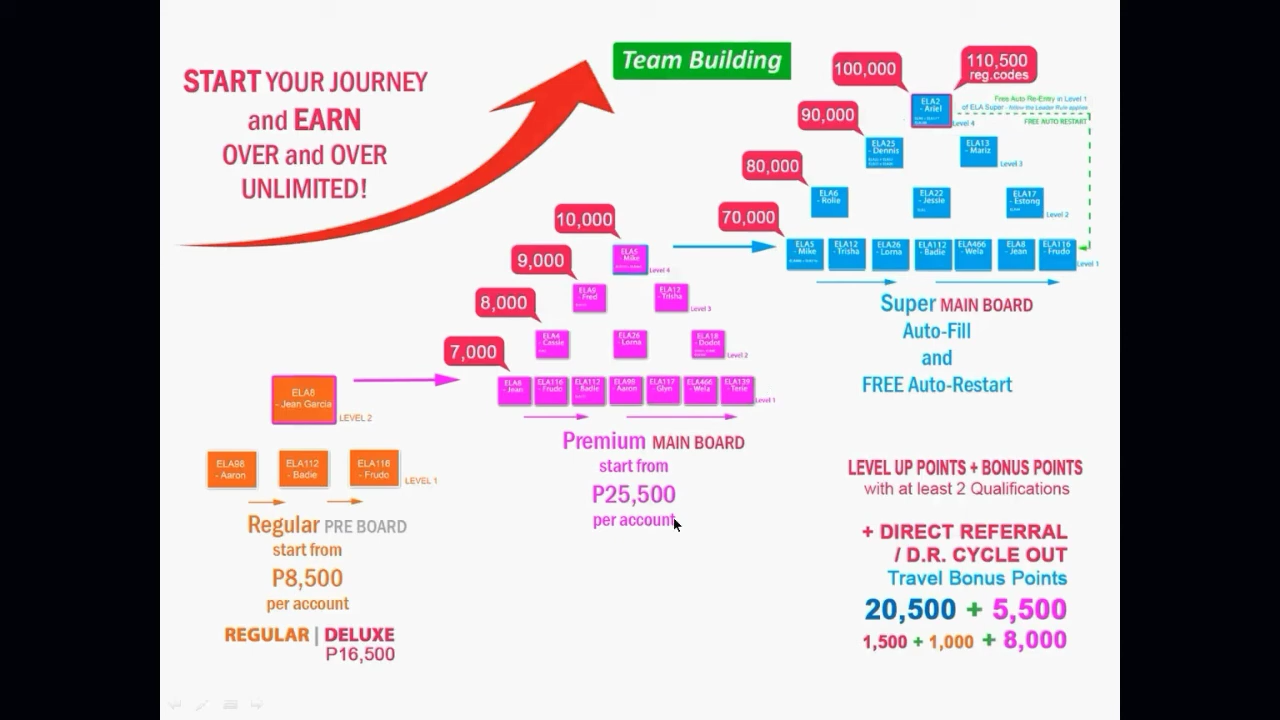 START YOUR JOURNEY
and EARN
OVER and OVER
UNLIMITED!
Team Building
100,000
110,500
reg.codes
ELA2
- Ariel
Level 4
Free Auto Re-Entry in Level 1
of ELA Super - follow the Leader Rule applies
FREE AUTO RESTART
90,000
ELA25
- Dennis
ELA13
- Mariz
Level 3
80,000
ELA6
- Rolie
ELA22
- Jessie
ELA17
- Estong
Level 2
70,000
ELA5
- Mike
ELA12
- Trisha
ELA26
- Lorna
ELA112
- Badie
ELA466
- Wela
ELA8
- Jean
ELA116
- Frudo
Level 1
Super MAIN BOARD
Auto-Fill
and
FREE Auto-Restart
10,000
ELA5
- Mike
Level 4
9,000
- Fred
ELA12
- Trisha
Level 3
8,000
ELA4
- Cassie
ELA26
- Lorna
ELA18
- Dodot
Level 2
7,000
ELA8
- Jean
ELA116
- Frudo
ELA112
- Badie
ELA98
- Aaron
ELA117
- Glyn
ELA466
- Wela
ELA139
- Terie
Level 1
Premium MAIN BOARD
start from
P25,500
per account
ELA8
- Jean Garcia
LEVEL 2
ELA98
- Aaron
ELA112
- Badie
ELA116
- Frudo
LEVEL 1
Regular PRE BOARD
start from
P8,500
per account
REGULAR | DELUXE
P16,500
LEVEL UP POINTS + BONUS POINTS
with at least 2 Qualifications
+ DIRECT REFERRAL
/ D.R. CYCLE OUT
Travel Bonus Points
20,500 + 5,500
1,500 + 1,000 + 8,000